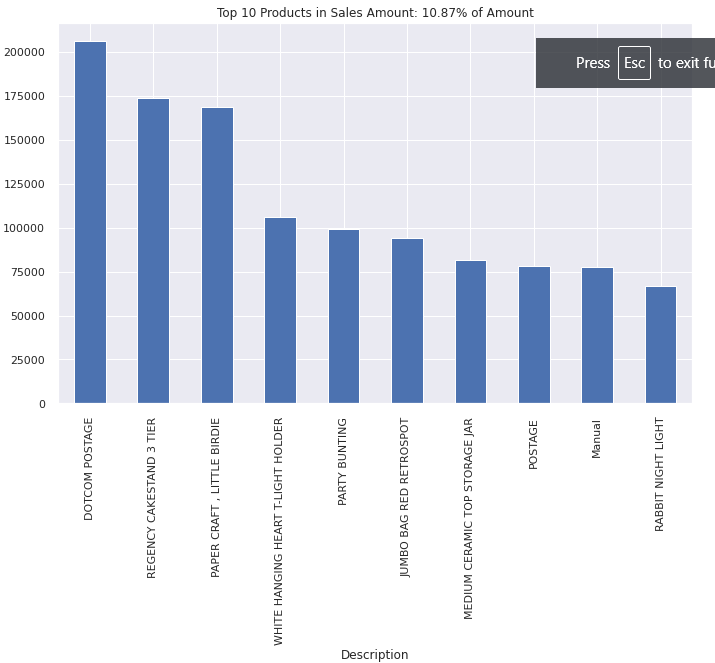 Top 10 Products in Sales Amount: 10.87% of Amount
Press Esc to exit fu
200000
175000
150000
125000
100000
75000
50000
25000
0
DOTCOM POSTAGE
REGENCY CAKESTAND 3 TIER
PAPER CRAFT , LITTLE BIRDIE
WHITE HANGING HEART T-LIGHT HOLDER
PARTY BUNTING
JUMBO BAG RED RETROSPOT
MEDIUM CERAMIC TOP STORAGE JAR
POSTAGE
Manual
RABBIT NIGHT LIGHT
Description